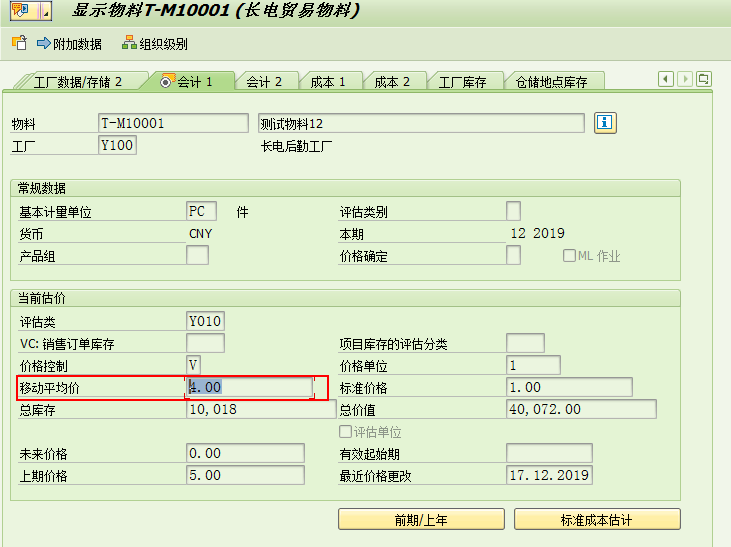 显示物料T-M10001 (长电贸易物料)
附加数据 组织级别
工厂数据/存储 2 会计 1 会计 2 成本 1 成本 2 工厂库存 仓储地点库存
物料 T-M10001 测试物料12
工厂 Y100 长电后勤工厂
常规数据
基本计量单位 PC 件 评估类别
货币 CNY 本期 12 2019
产品组 价格确定 ML 作业
当前估价
评估类 Y010
VC: 销售订单库存 项目库存的评估分类
价格控制 V 价格单位 1
移动平均价 4.00 标准价格 1.00
总库存 10,018 总价值 40,072.00
评估单位
未来价格 0.00 有效起始期
上期价格 5.00 最近价格更改 17.12.2019
前期/上年 标准成本估计